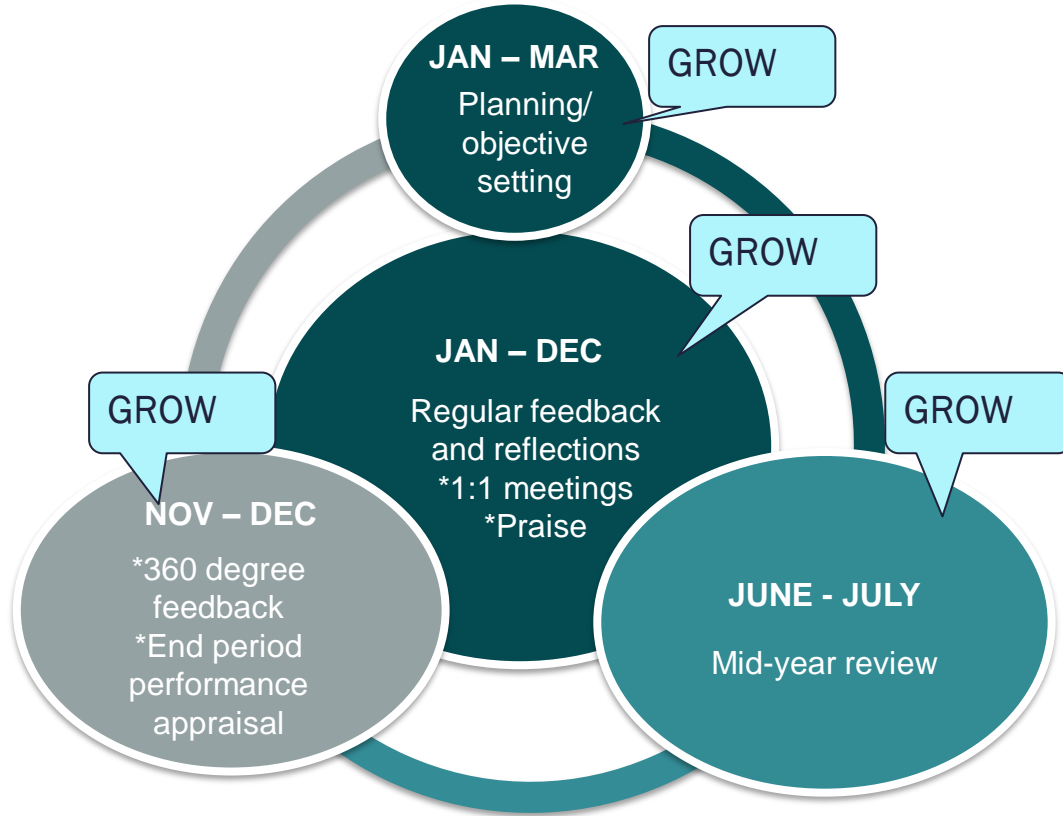 JAN – MAR
Planning/
objective
setting
GROW
JAN – DEC
Regular feedback
and reflections
*1:1 meetings
*Praise
GROW
JUNE - JULY
Mid-year review
GROW
NOV – DEC
*360 degree
feedback
*End period
performance
appraisal
GROW